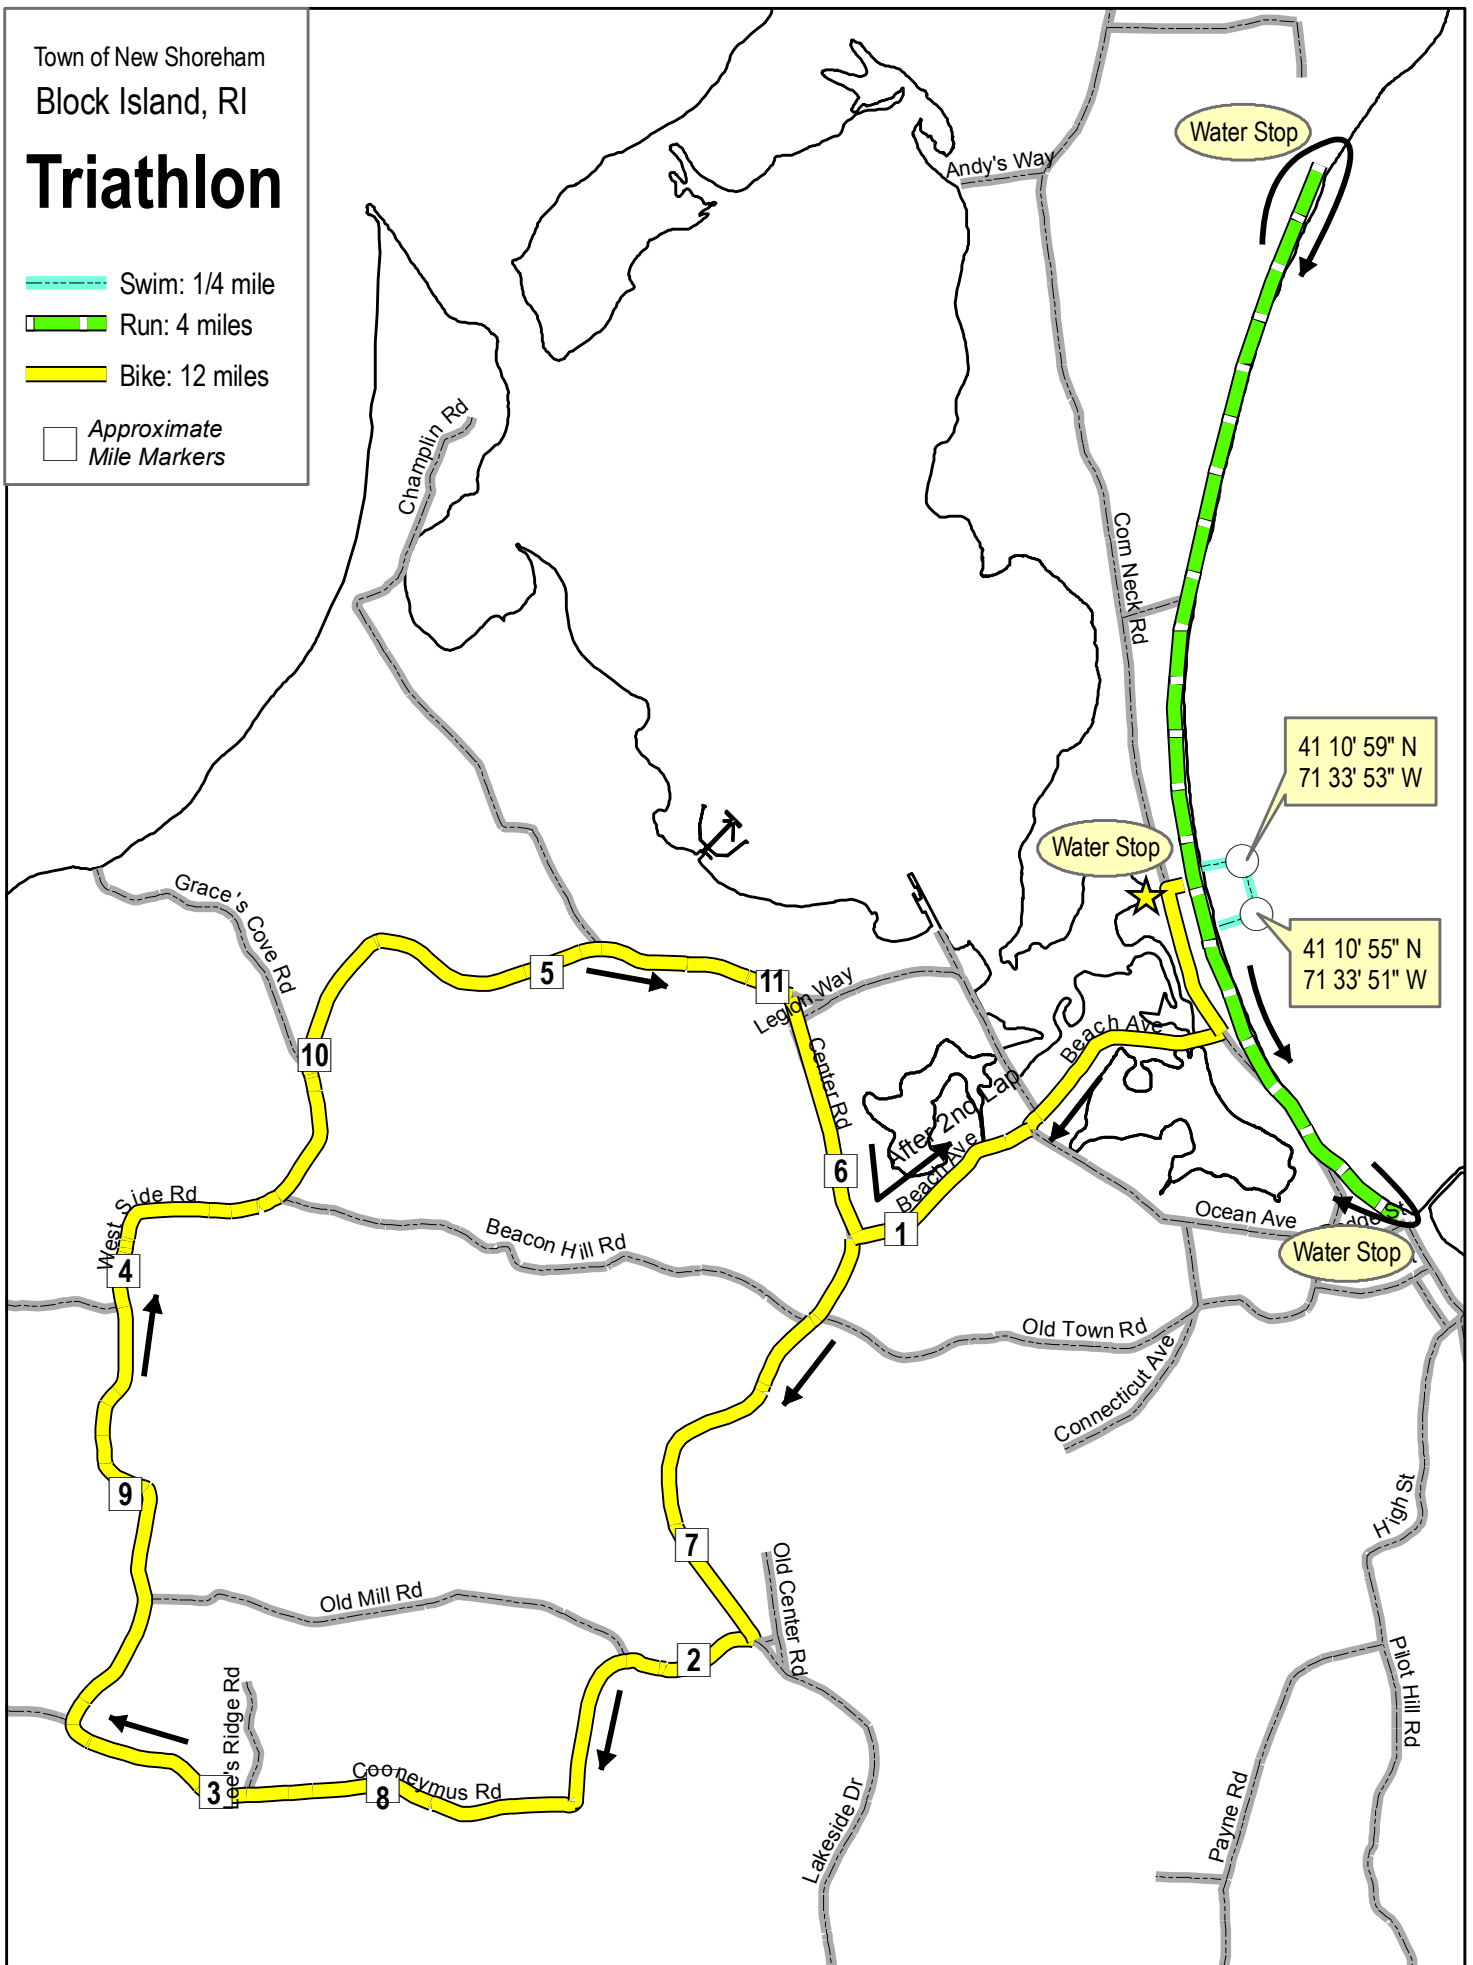 Town of New Shoreham
Block Island, RI
Triathlon
Swim: 1/4 mile
Run: 4 miles
Bike: 12 miles
Approximate
Mile Markers
Water Stop
Andy's Way
Champlin Rd
Corn Neck Rd
41 10' 59" N
71 33' 53" W
Water Stop
Grace's Cove Rd
41 10' 55" N
71 33' 51" W
5
11
Legion Way
10
Center Rd
Beach Ave
After 2nd Lap
Beach Ave
6
1
West Side Rd
4
Beacon Hill Rd
Ocean Ave
Water Stop
Old Town Rd
Connecticut Ave
9
7
High St
Old Mill Rd
Old Center Rd
2
Pilot Hill Rd
Lee's Ridge Rd
3
8
Cooneymus Rd
Lakeside Dr
Payne Rd